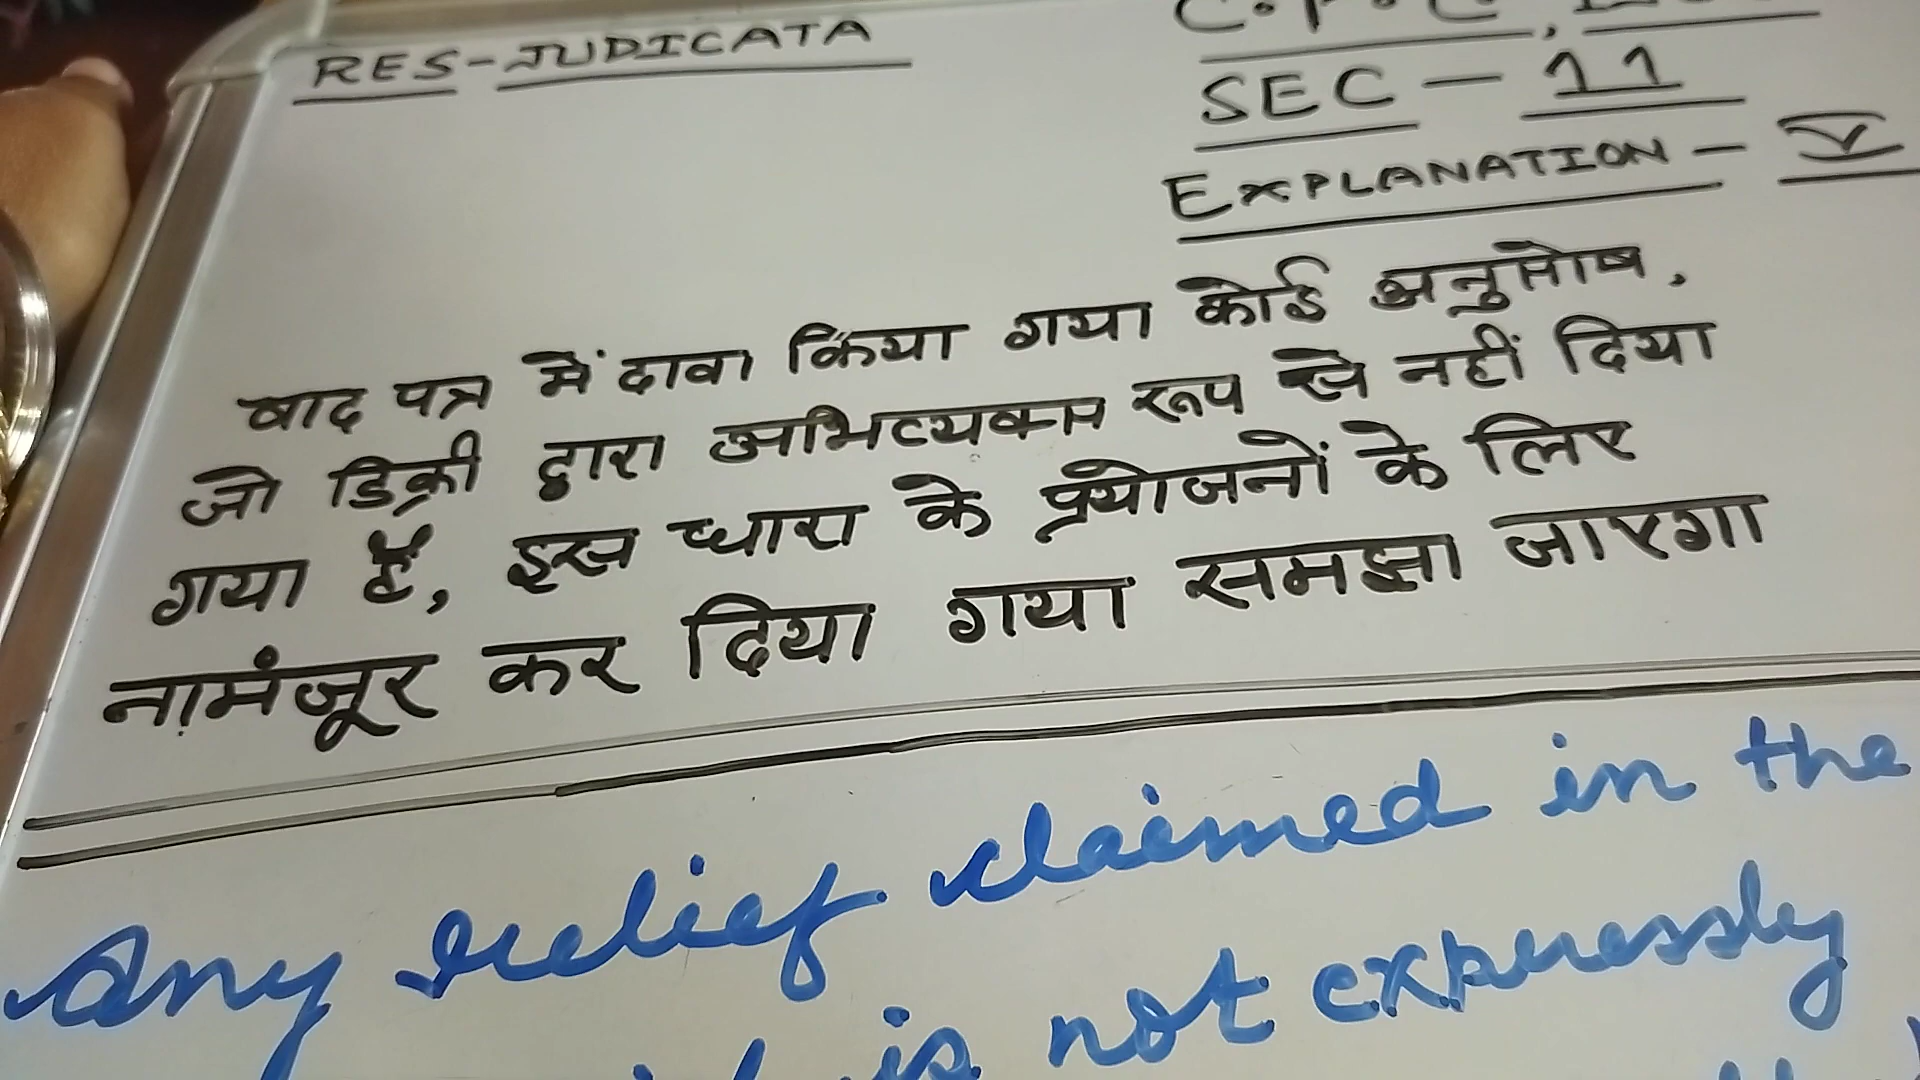 RES-JUDICATA
C.P.C,
SEC - 11
EXPLANATION - V
वाद पत्र में दावा किया गया कोई अनुतोष,
जो डिक्री द्वारा अभिव्यक्त रूप से नहीं दिया
गया है, इस धारा के प्रयोजनों के लिए
नामंजूर कर दिया गया समझा जाएगा
Any relief claimed in the
is not expressly